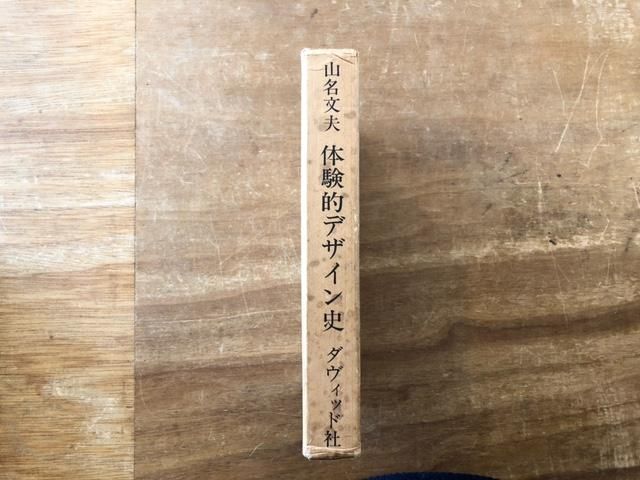 山名文夫 体験的デザイン史 ダヴィッド社